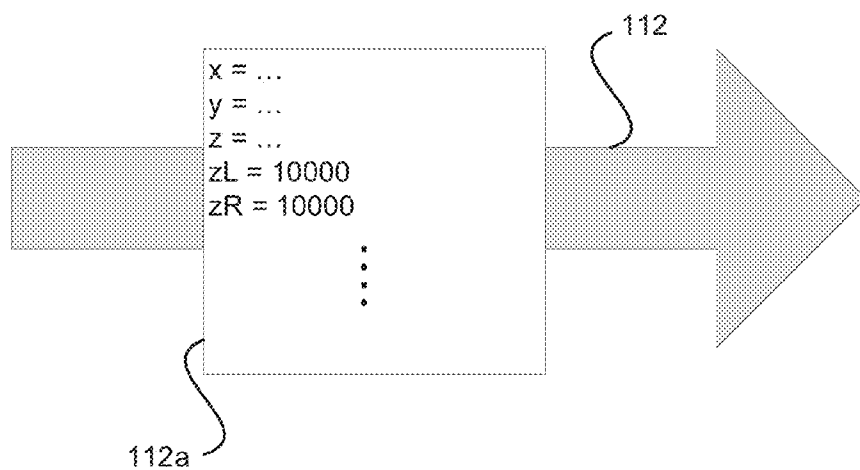 112
x = ...
y = ...
z = ...
zL = 10000
zR = 10000
112a